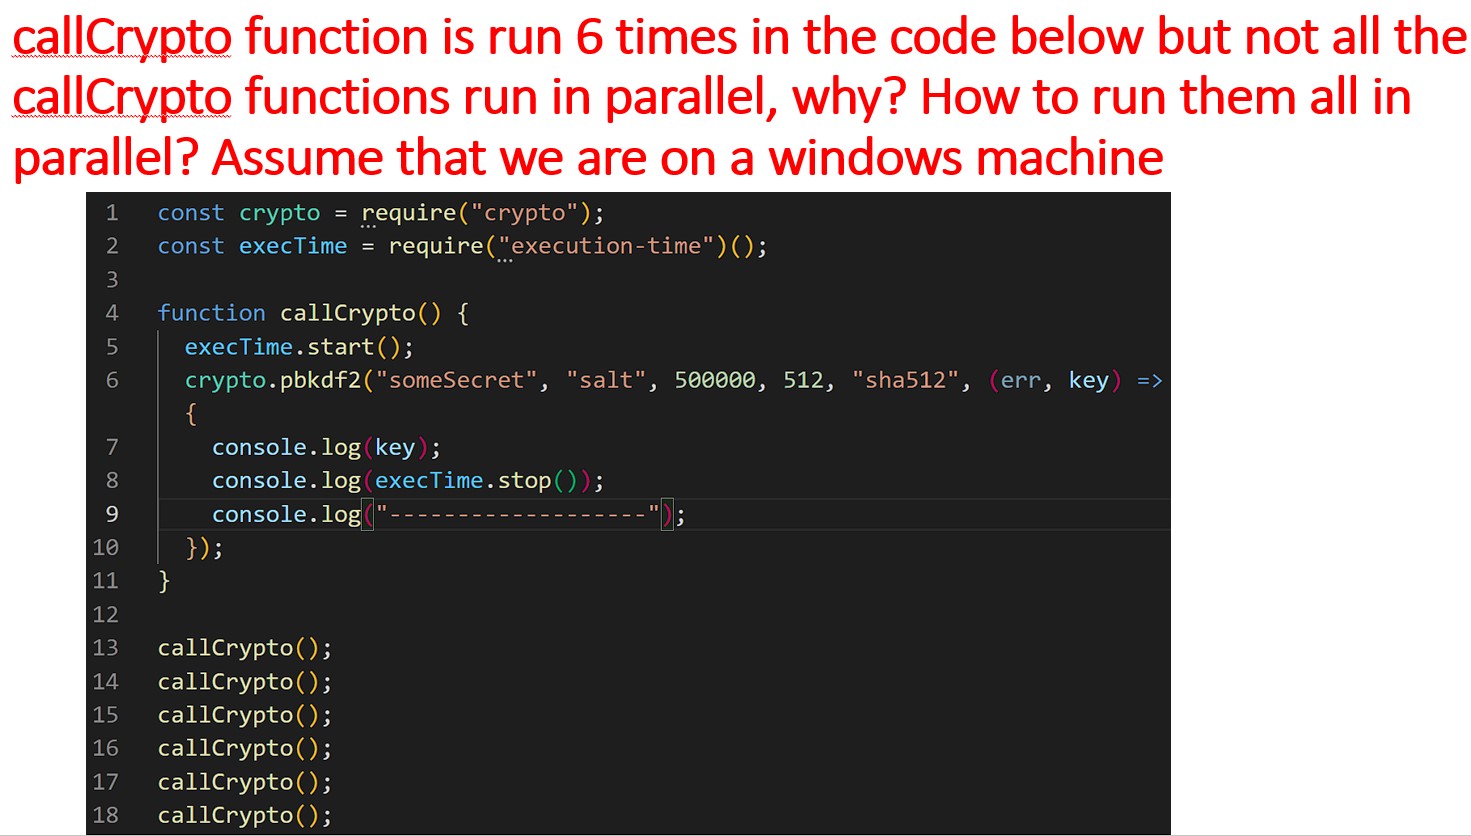 callCrypto function is run 6 times in the code below but not all the
callCrypto functions run in parallel, why? How to run them all in
parallel? Assume that we are on a windows machine
1 const crypto = require("crypto");
2 const execTime = require("execution-time")();
3
4 function callCrypto() {
5 execTime.start();
6 crypto.pbkdf2("someSecret", "salt", 500000, 512, "sha512", (err, key) =>
{
7 console.log(key);
8 console.log(execTime.stop());
9 console.log("-------------------");
10 });
11 }
12
13 callCrypto();
14 callCrypto();
15 callCrypto();
16 callCrypto();
17 callCrypto();
18 callCrypto();